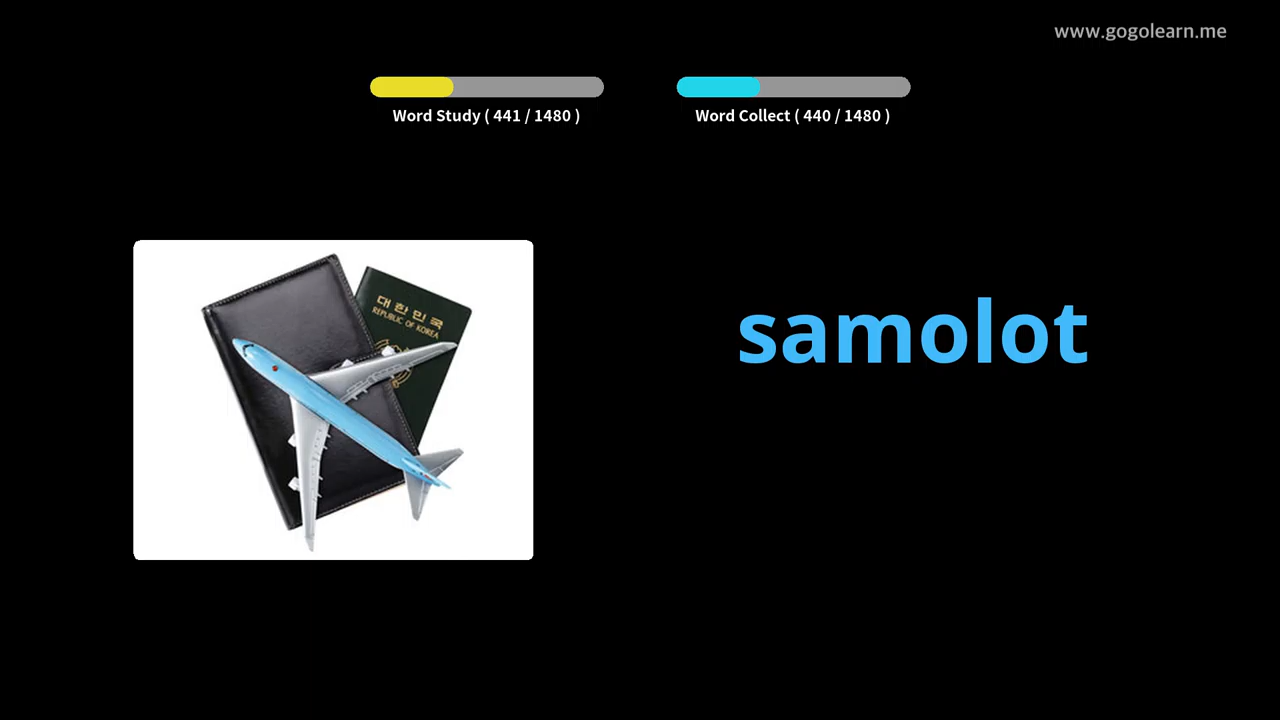 www.gogolearn.me
Word Study ( 441 / 1480 )
Word Collect ( 440 / 1480 )
대한민국
REPUBLIC OF KOREA
samolot